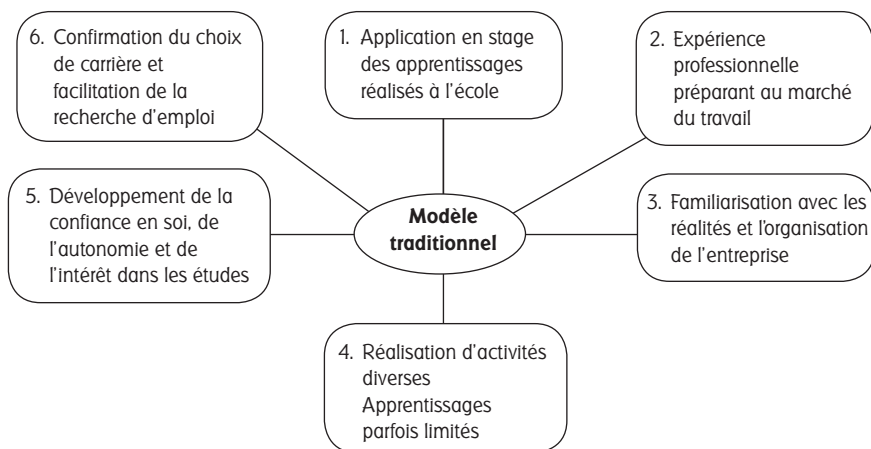 6. Confirmation du choix
de carrière et
facilitation de la
recherche d'emploi
1. Application en stage
des apprentissages
réalisés à l'école
2. Expérience
professionnelle
préparant au marché
du travail
5. Développement de la
confiance en soi, de
l'autonomie et de
l'intérêt dans les études
Modèle
traditionnel
3. Familiarisation avec les
réalités et l'organisation
de l'entreprise
4. Réalisation d'activités
diverses
Apprentissages
parfois limités